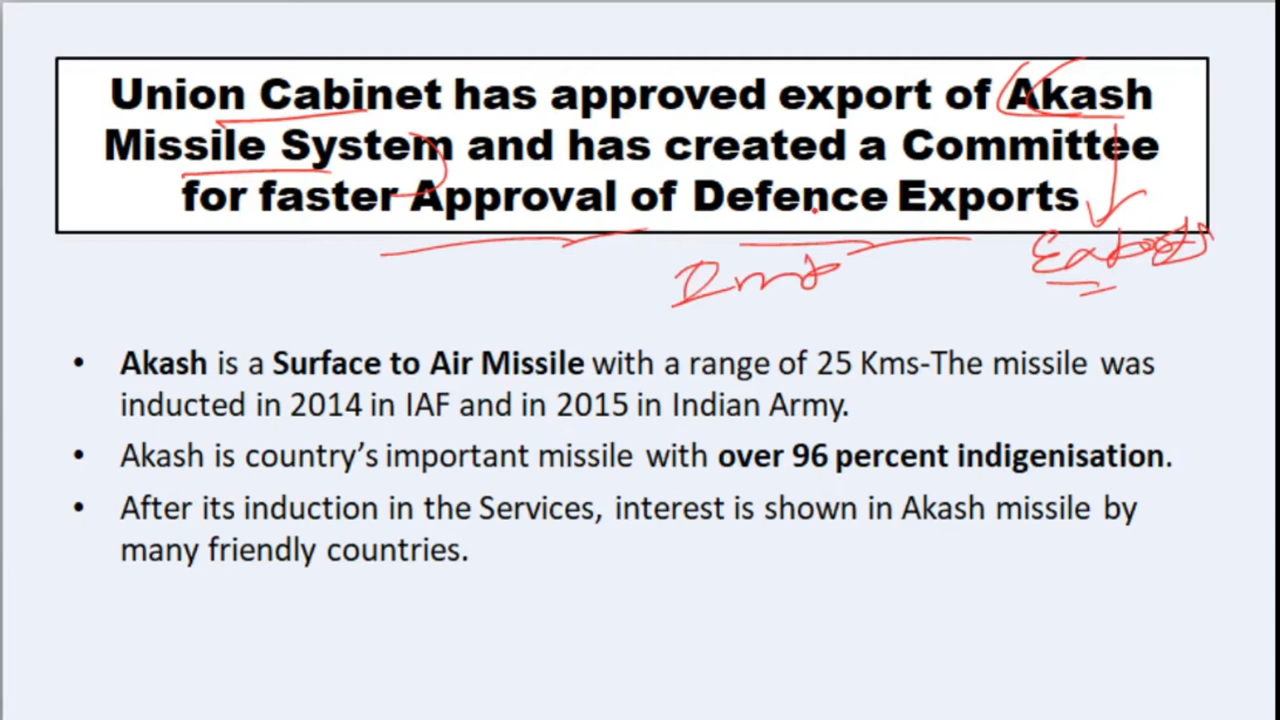 Union Cabinet has approved export of Akash
Missile System and has created a Committee
for faster Approval of Defence Exports
Exports
Imp
• Akash is a Surface to Air Missile with a range of 25 Kms-The missile was
inducted in 2014 in IAF and in 2015 in Indian Army.
• Akash is country's important missile with over 96 percent indigenisation.
• After its induction in the Services, interest is shown in Akash missile by
many friendly countries.